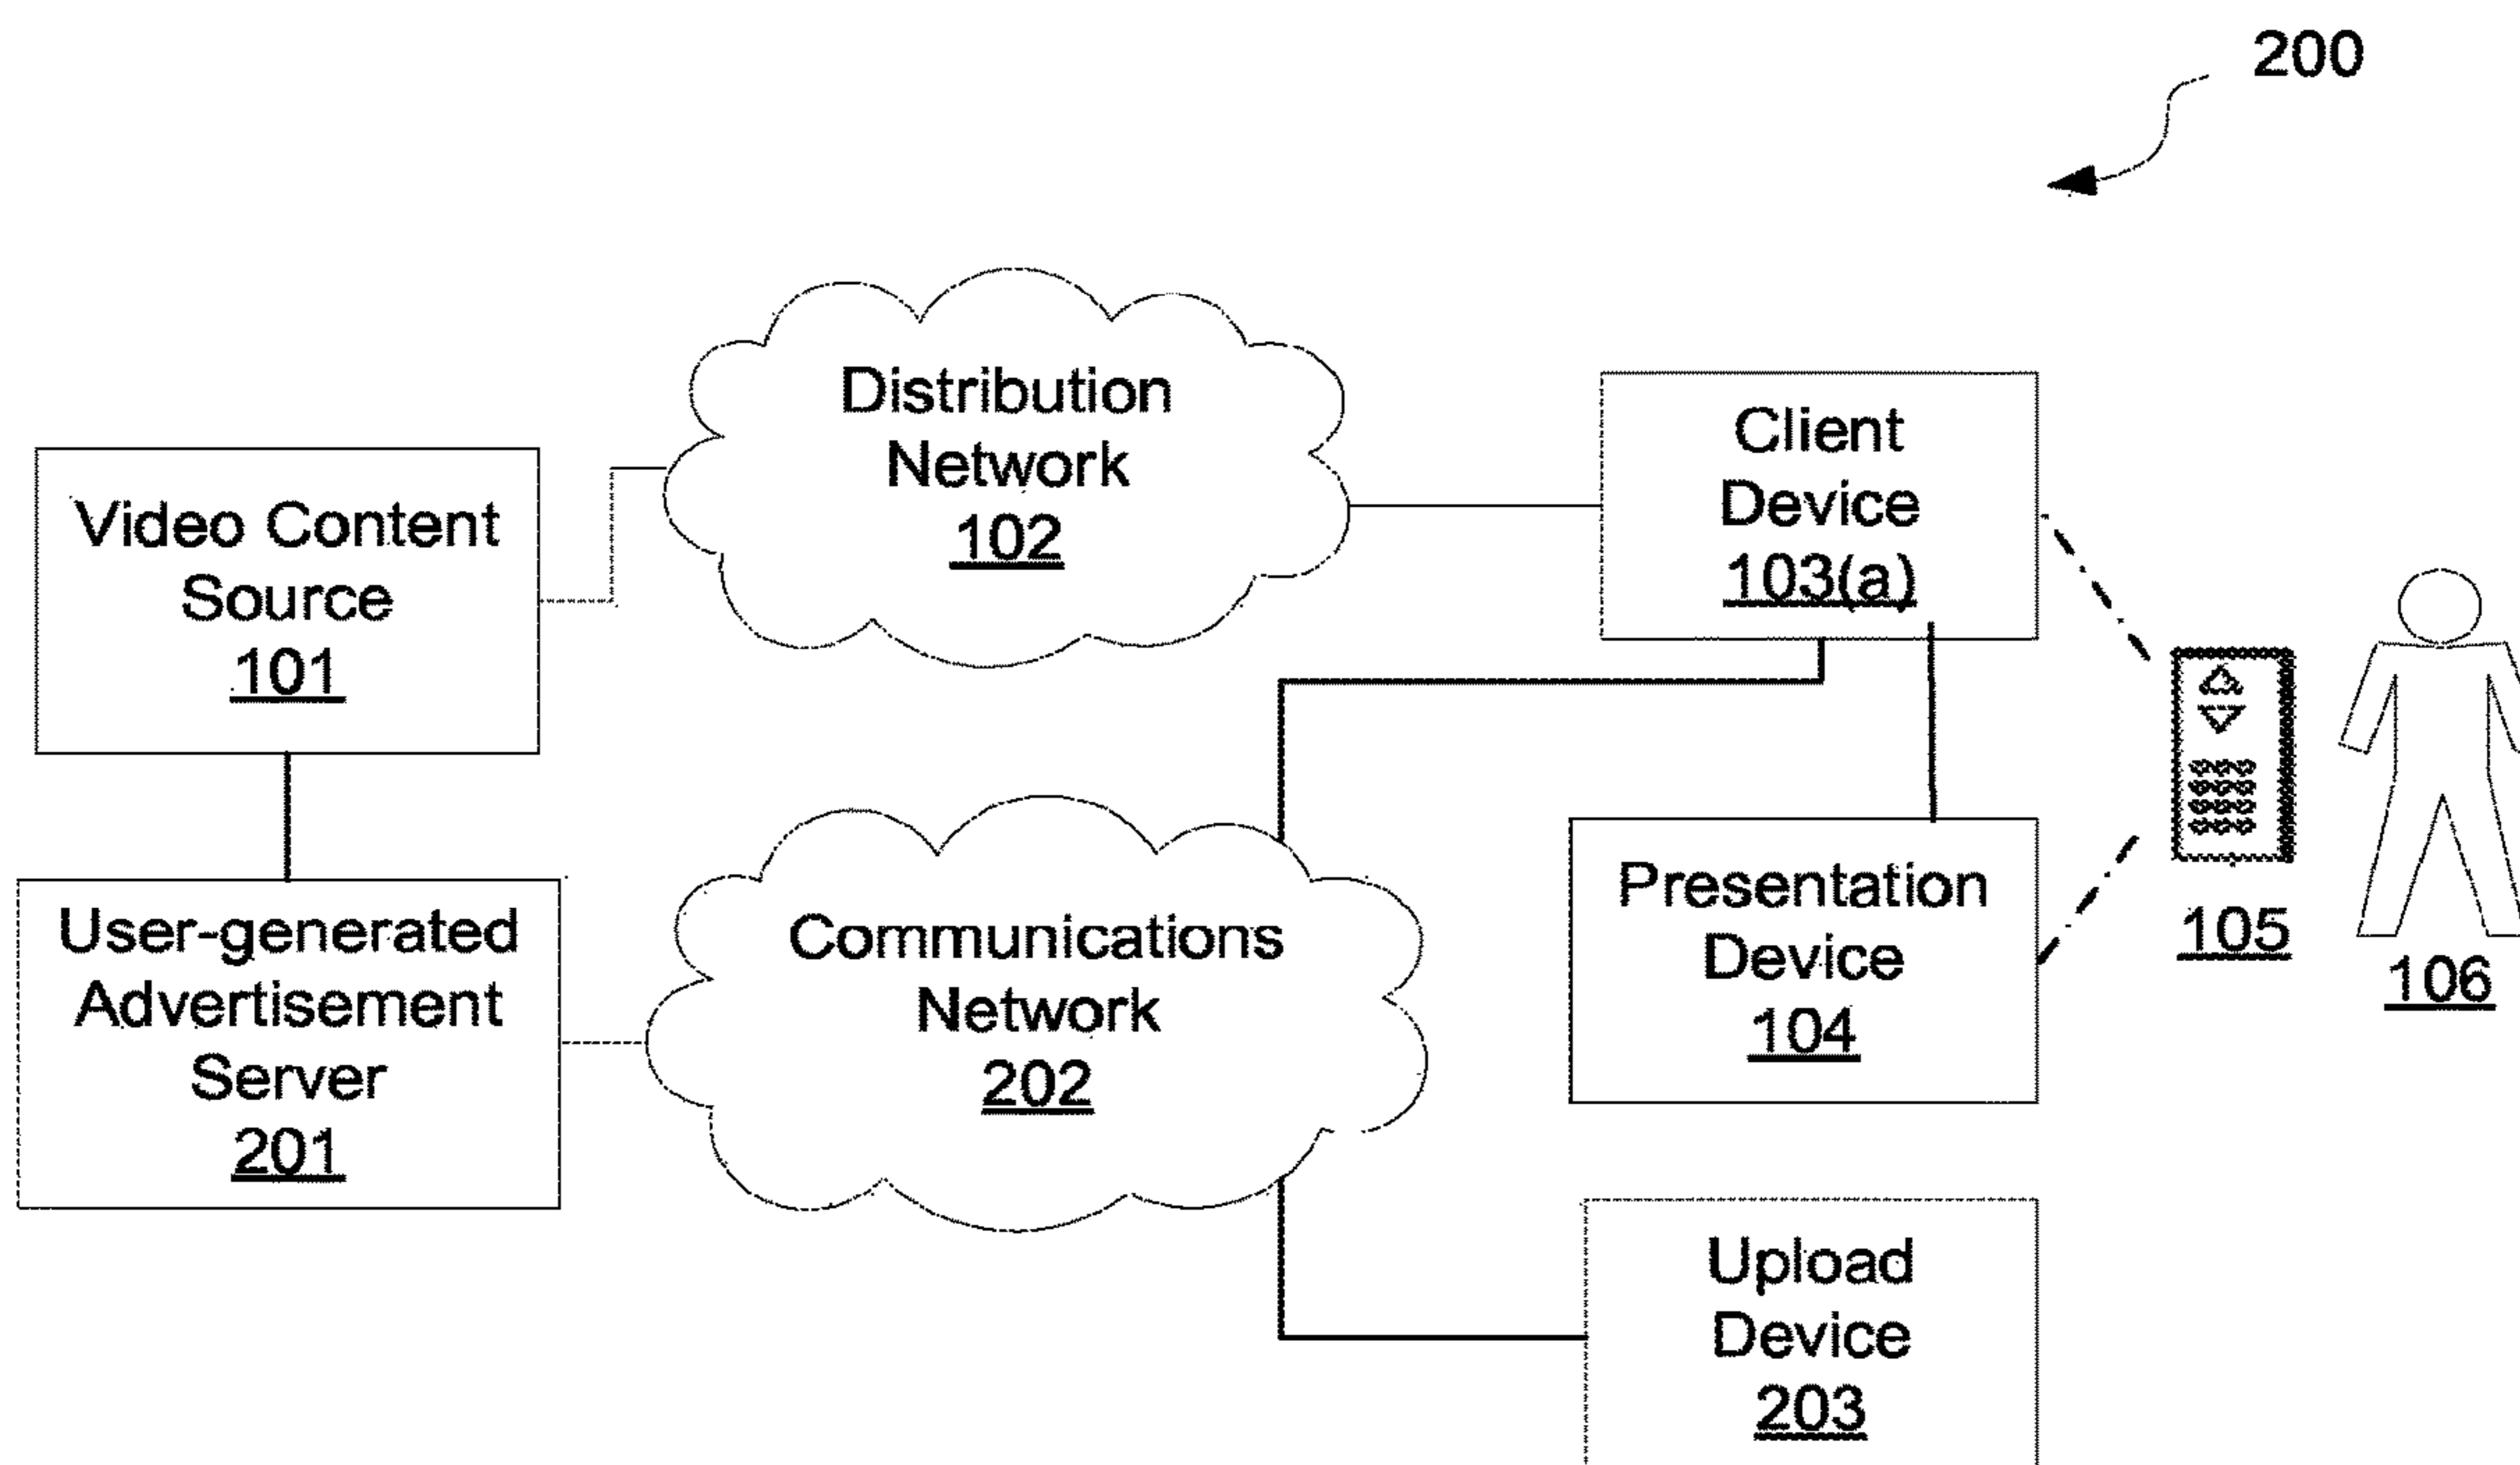 200
Distribution
Network
102
Client
Device
103(a)
Video Content
Source
101
User-generated
Advertisement
Server
201
Communications
Network
202
Presentation
Device
104
105
106
Upload
Device
203